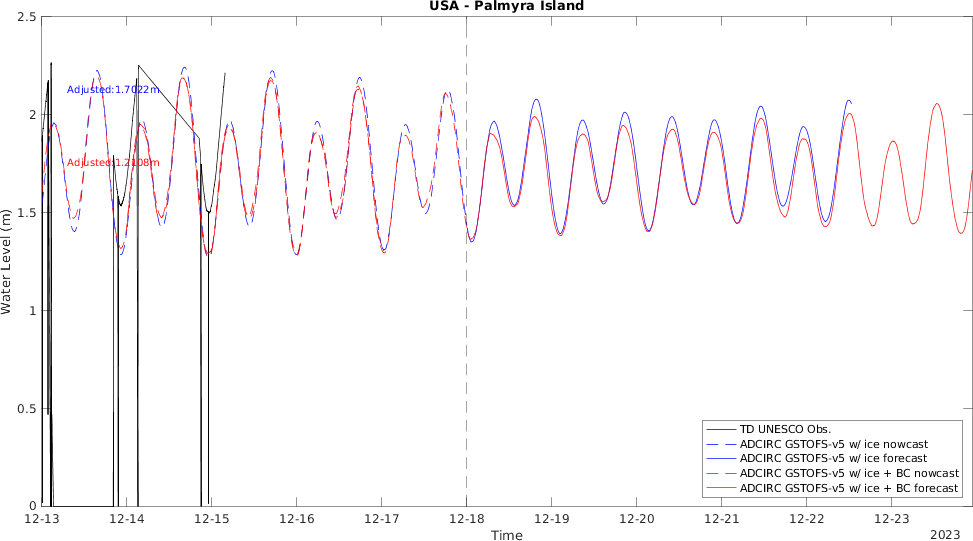 USA - Palmyra Island
2.5
2
1.5
1
0.5
0
Water Level (m)
Adjusted:1.7022m
Adjusted:1.2108m
TD UNESCO Obs.
ADCIRC GSTOFS-v5 w/ ice nowcast
ADCIRC GSTOFS-v5 w/ ice forecast
ADCIRC GSTOFS-v5 w/ ice + BC nowcast
ADCIRC GSTOFS-v5 w/ ice + BC forecast
12-13 12-14 12-15 12-16 12-17 12-18 12-19 12-20 12-21 12-22 12-23
Time
2023